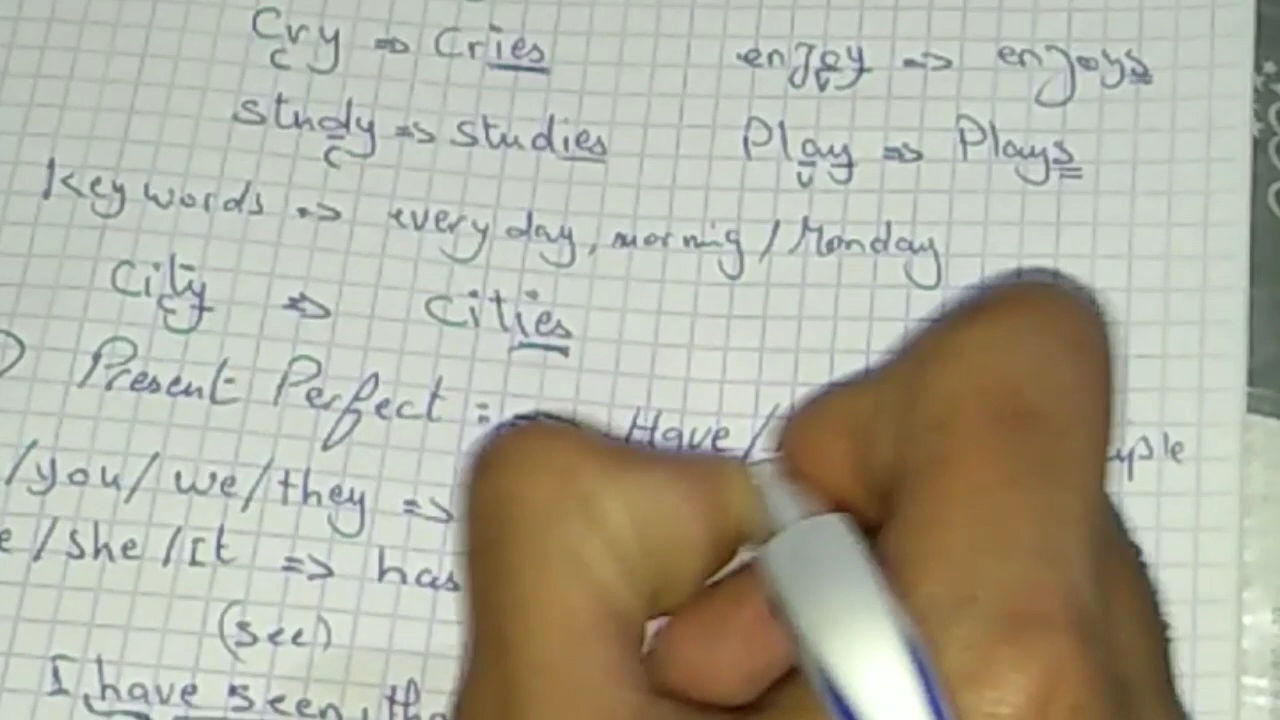 Cry => Cries enjoy => enjoys
C V
study => studies Play => Plays
C V
Key words => every day, mornig / Monday
City => Cities
C
Present Perfect : Have /
/ you / we / they =>
/ she / It => has
(see)
I have seen